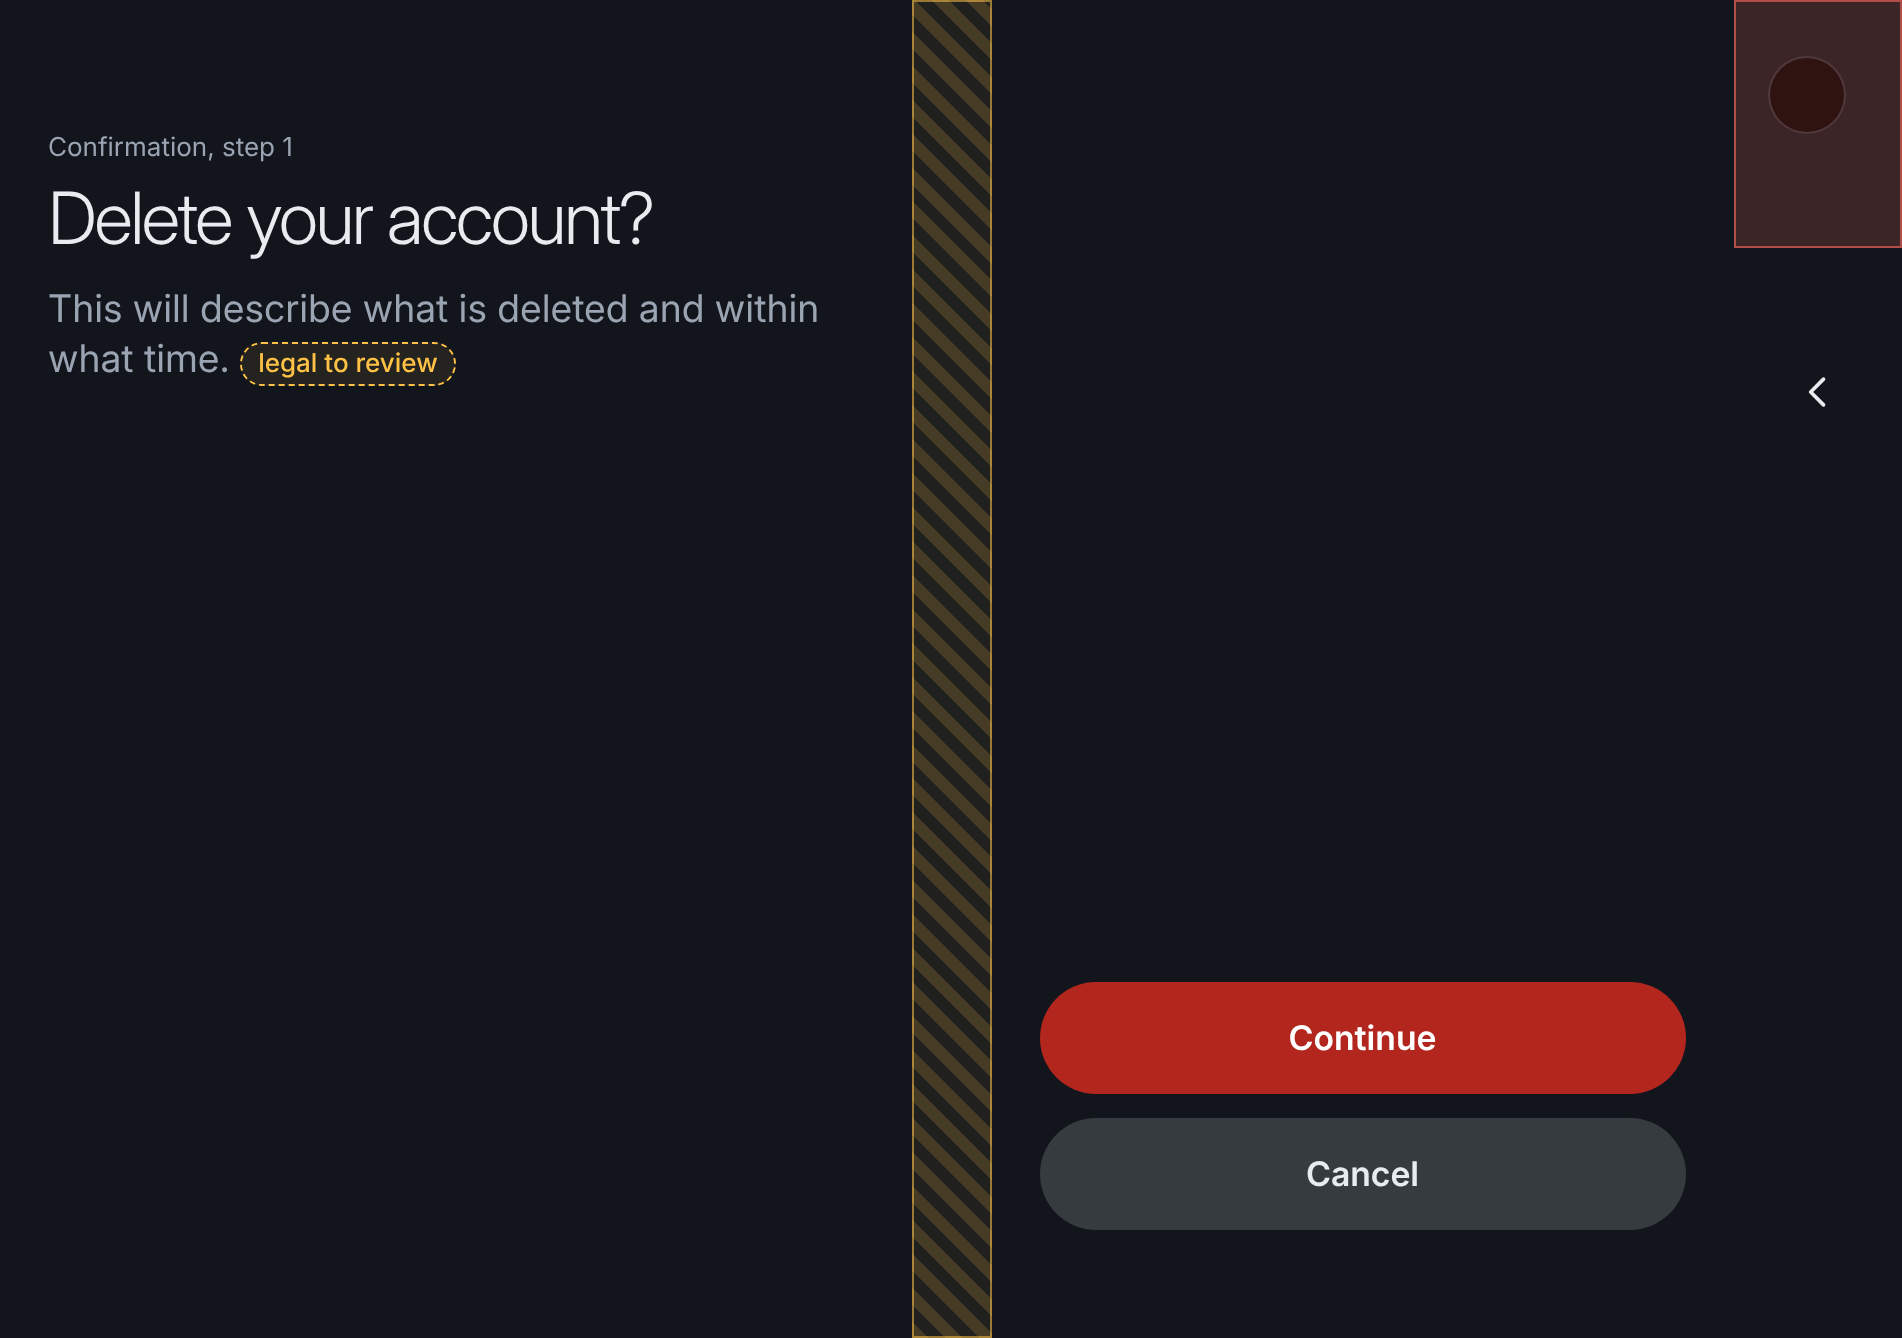 Confirmation, step 1
Delete your account?
This will describe what is deleted and within
what time. legal to review
Continue
Cancel